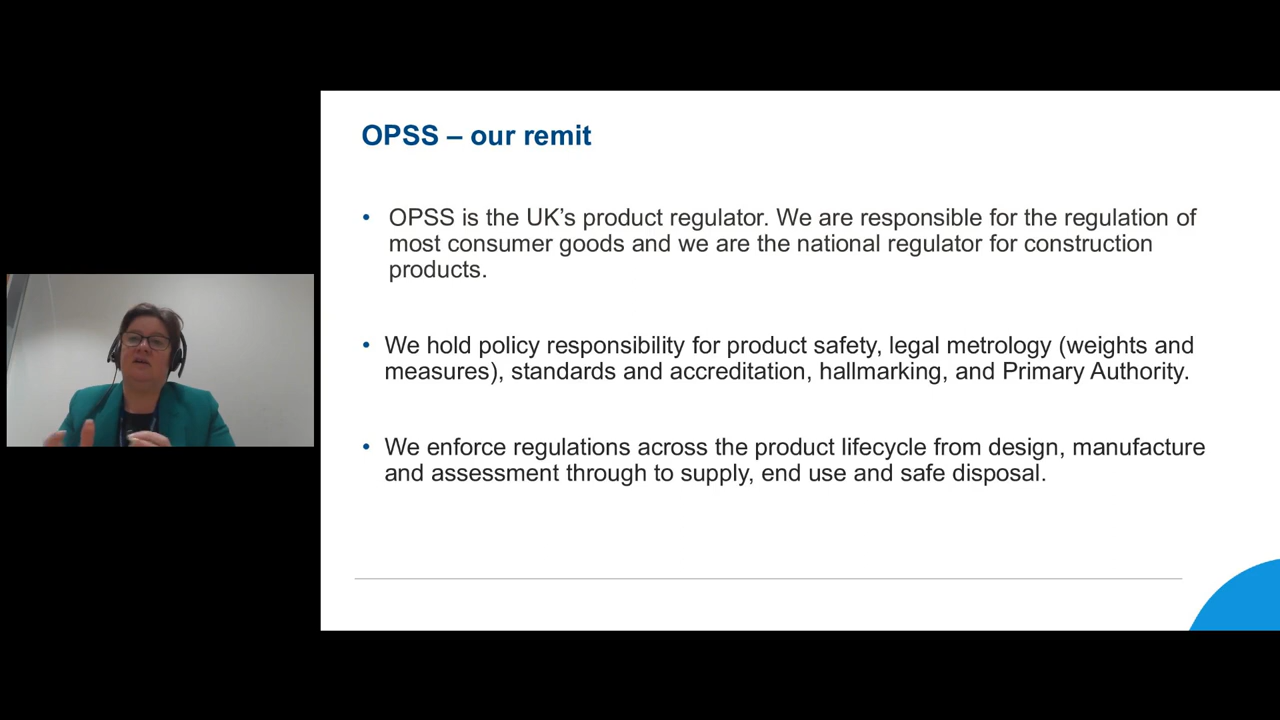 OPSS – our remit
• OPSS is the UK’s product regulator. We are responsible for the regulation of
most consumer goods and we are the national regulator for construction
products.
• We hold policy responsibility for product safety, legal metrology (weights and
measures), standards and accreditation, hallmarking, and Primary Authority.
• We enforce regulations across the product lifecycle from design, manufacture
and assessment through to supply, end use and safe disposal.